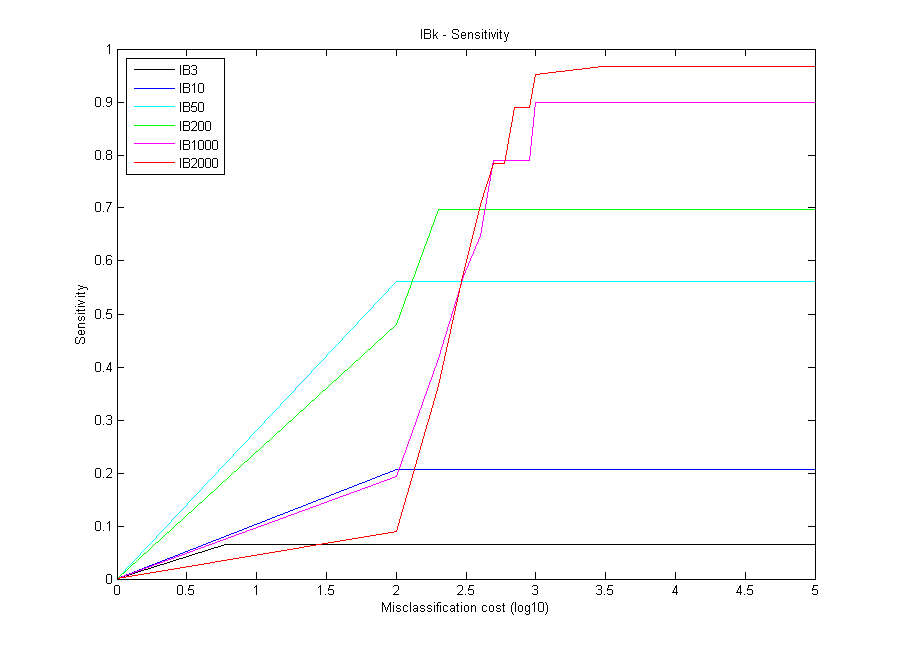 IBk - Sensitivity
1
0.9
0.8
0.7
0.6
0.5
0.4
0.3
0.2
0.1
0
Sensitivity
IB3
IB10
IB50
IB200
IB1000
IB2000
0 0.5 1 1.5 2 2.5 3 3.5 4 4.5 5
Misclassification cost (log10)